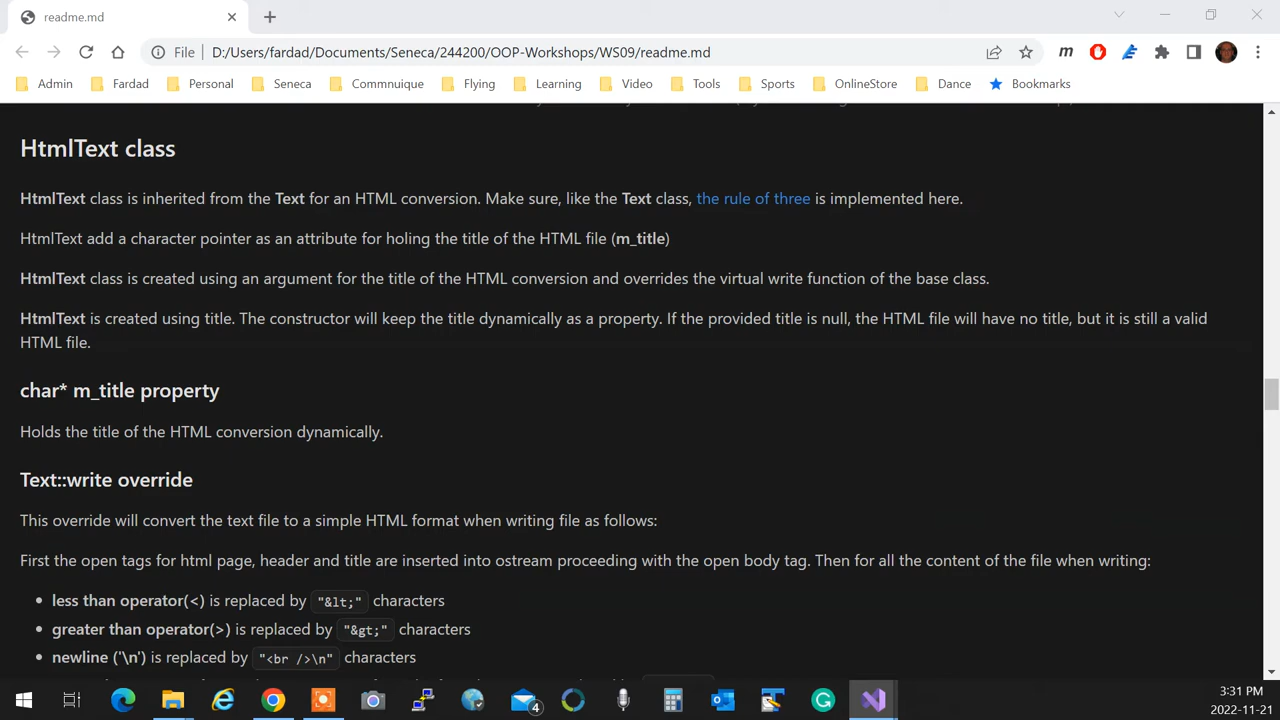 readme.md
File D:/Users/fardad/Documents/Seneca/244200/OOP-Workshops/WS09/readme.md
m
Admin Fardad Personal Seneca Commnuique Flying Learning Video Tools Sports OnlineStore Dance Bookmarks
HtmlText class
HtmlText class is inherited from the Text for an HTML conversion. Make sure, like the Text class, the rule of three is implemented here.
HtmlText add a character pointer as an attribute for holing the title of the HTML file (m_title)
HtmlText class is created using an argument for the title of the HTML conversion and overrides the virtual write function of the base class.
HtmlText is created using title. The constructor will keep the title dynamically as a property. If the provided title is null, the HTML file will have no title, but it is still a valid
HTML file.
char* m_title property
Holds the title of the HTML conversion dynamically.
Text::write override
This override will convert the text file to a simple HTML format when writing file as follows:
First the open tags for html page, header and title are inserted into ostream proceeding with the open body tag. Then for all the content of the file when writing:
less than operator(<) is replaced by "&lt;" characters
greater than operator(>) is replaced by "&gt;" characters
newline ('\n') is replaced by "<br />\n" characters
4
3:31 PM
2022-11-21